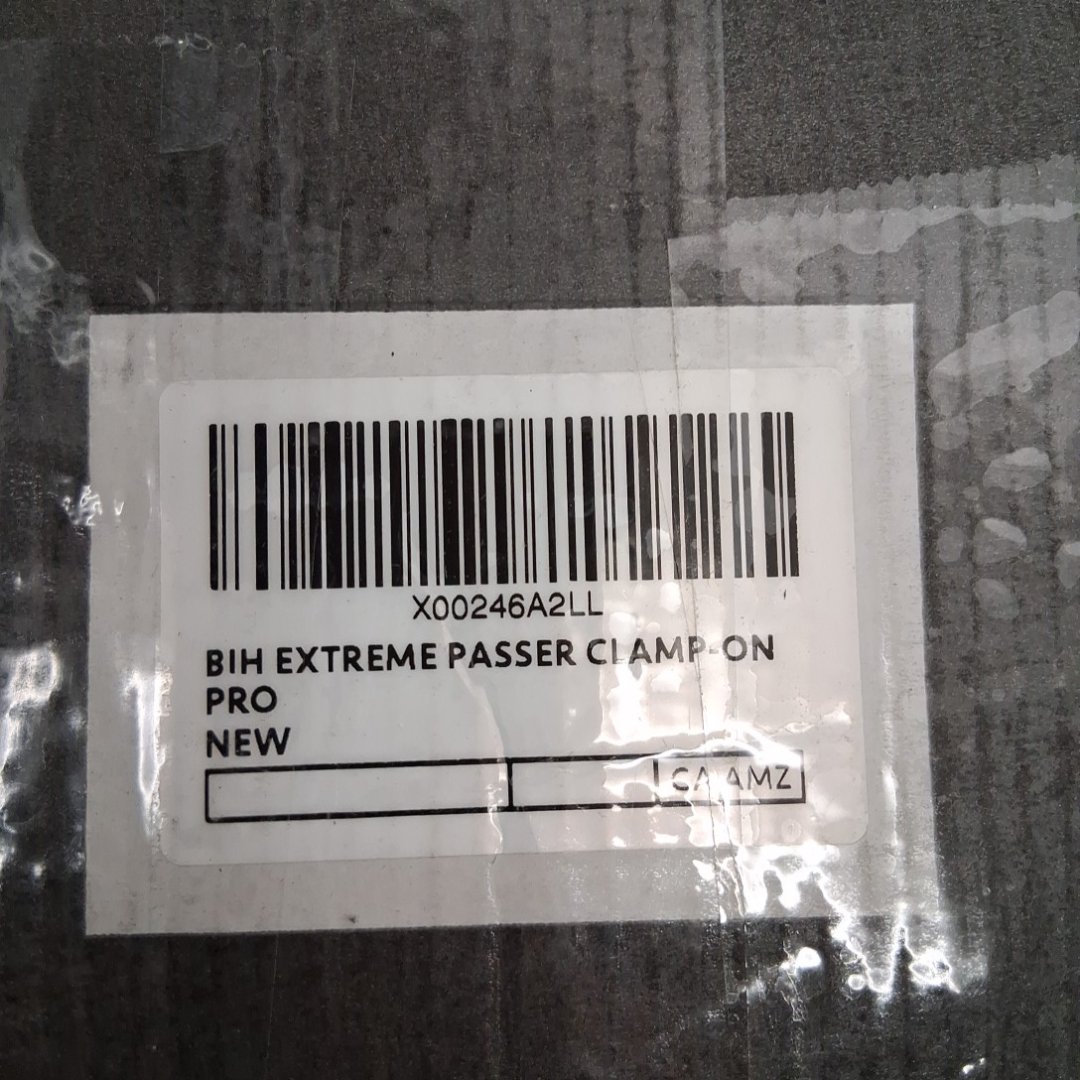 X00246A2LL
BIH EXTREME PASSER CLAMP-ON
PRO
NEW
CA AMZ